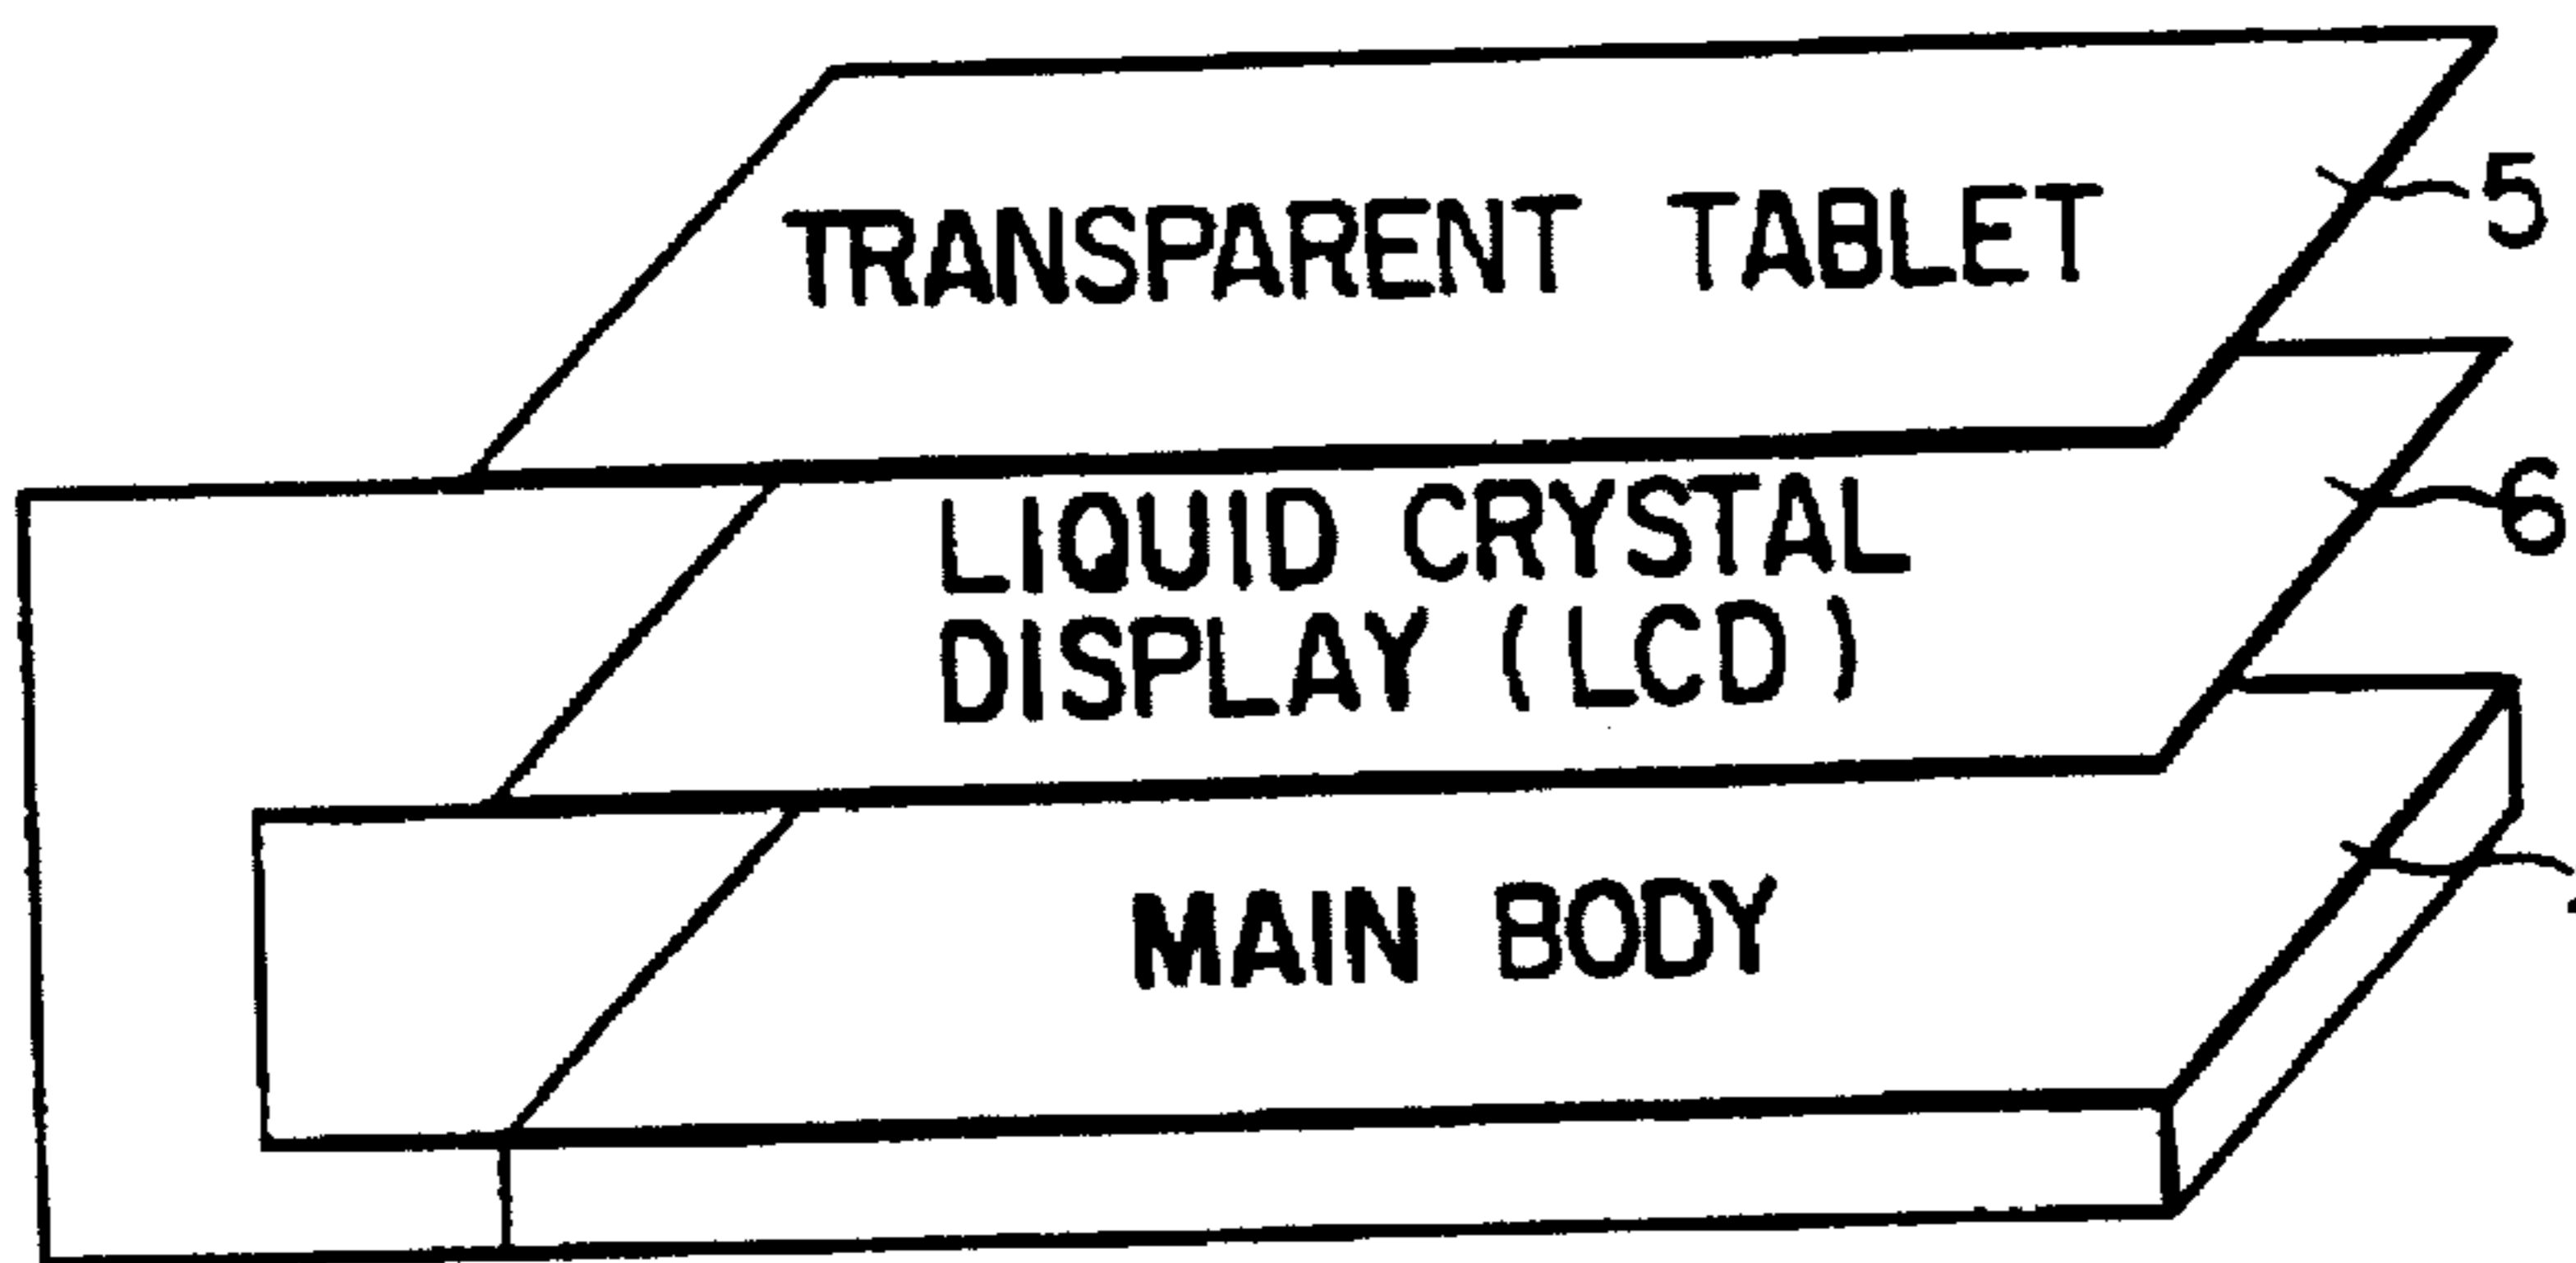 TRANSPARENT TABLET
5
LIQUID CRYSTAL
6
DISPLAY (LCD)
MAIN BODY